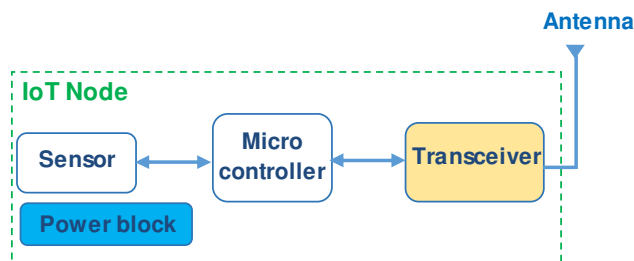 Antenna
IoT Node
Sensor
Micro
controller
Transceiver
Power block